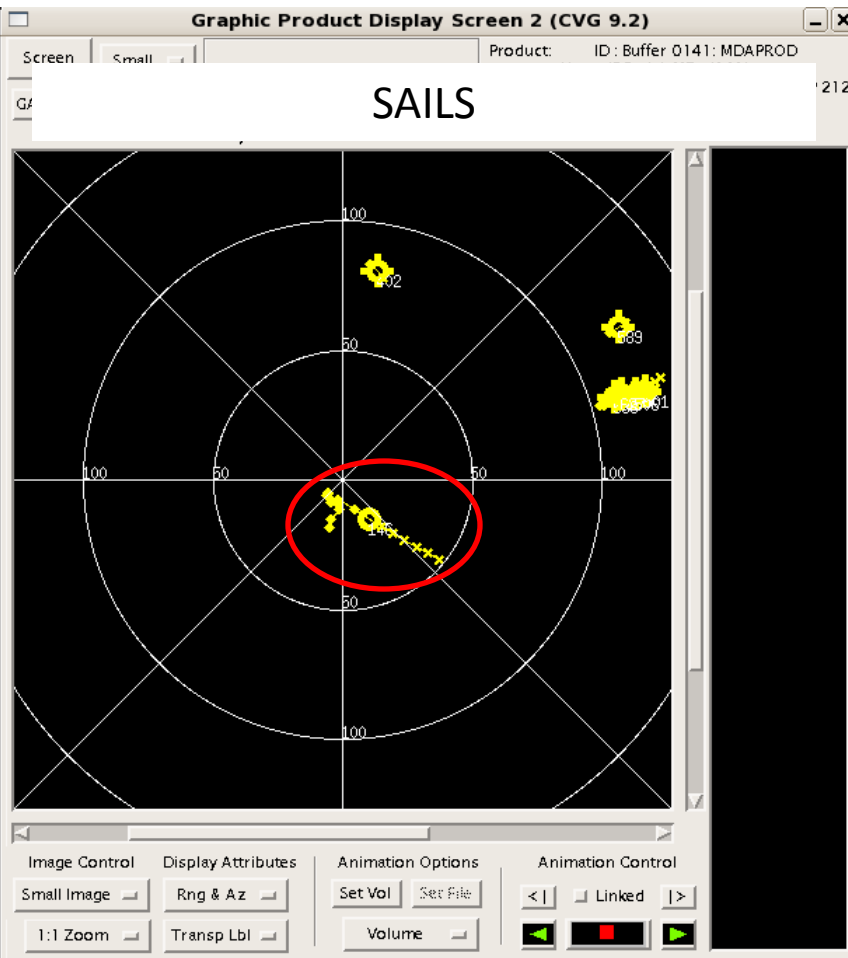 Graphic Product Display Screen 2 (CVG 9.2)
Screen
Small
Product: ID : Buffer 0141: MDAPROD
SAILS
212
100
02
50
589
100
50
50
100
146
50
100
Image Control Display Attributes Animation Options Animation Control
Small Image Rng & Az Set Vol Set File <| Linked |>
1:1 Zoom Transp Lbl Volume